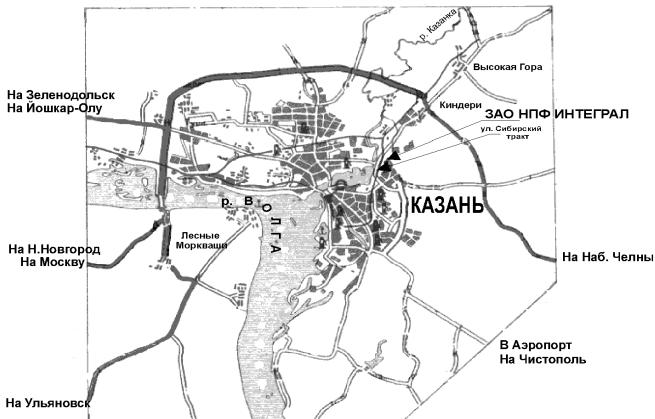 р. Казанка
Высокая Гора
На Зеленодольск
На Йошкар-Олу
Киндери
ЗАО НПФ ИНТЕГРАЛ
ул. Сибирский
тракт
р. ВОЛГА
КАЗАНЬ
Лесные
Моркваши
На Н.Новгород
На Москву
На Наб. Челны
В Аэропорт
На Чистополь
На Ульяновск